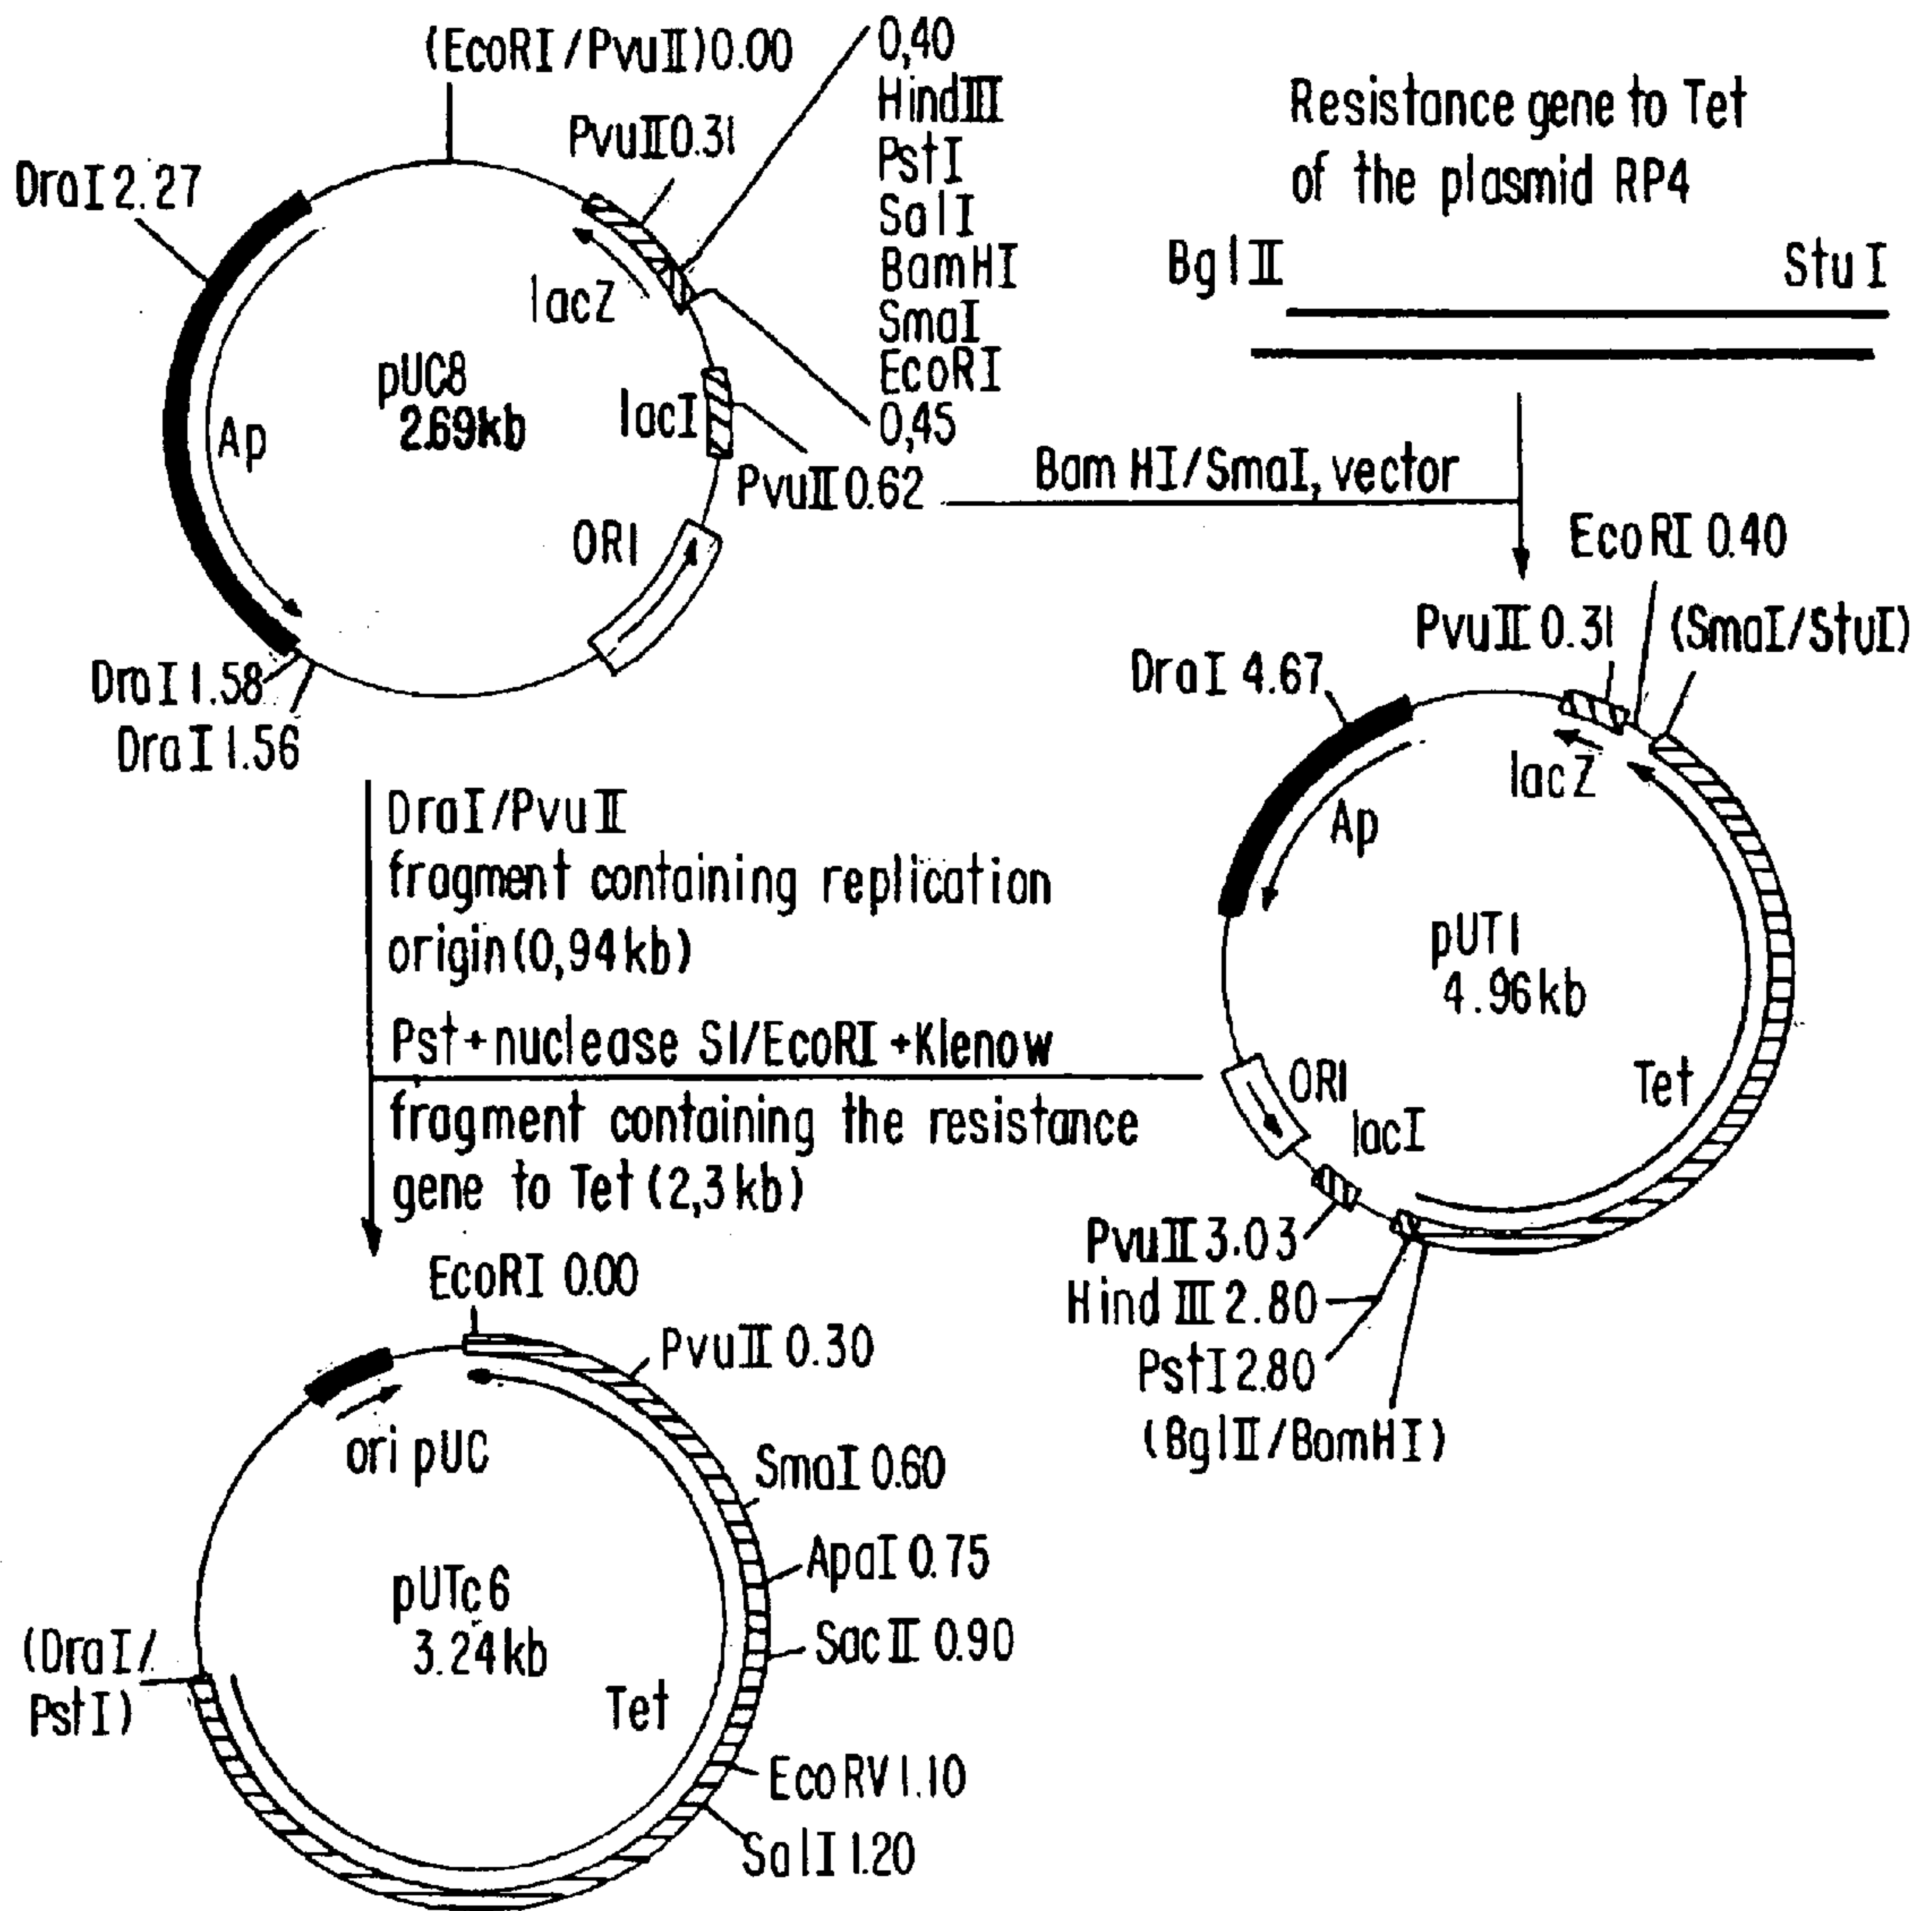 (EcoRI/PvuII)0.00
PvuII0.31
0,40
HindIII
PstI
SalI
BamHI
SmaI
EcoRI
0,45
DraI 2.27
lacZ
pUC8
2.69kb
lacI
Ap
PvuII 0.62
ORI
DraI 1.58
DraI 1.56
Resistance gene to Tet
of the plasmid RP4
BglII
StuI
Bam HI/SmaI, vector
EcoRI 0.40
PvuII 0.31
(SmaI/StuI)
DraI 4.67
lacZ
Ap
pUT1
4.96kb
Tet
ORI
lacI
PvuII 3.03
Hind III 2.80
PstI 2.80
(BglII/BamHI)
DraI/PvuII
fragment containing replication
origin(0,94kb)
Pst+nuclease SI/EcoRI+Klenow
fragment containing the resistance
gene to Tet (2,3kb)
EcoRI 0.00
PvuII 0.30
ori pUC
SmaI 0.60
ApaI 0.75
SacII 0.90
pUTc6
3.24kb
(DraI/
PstI)
Tet
EcoRV 1.10
SalI 1.20